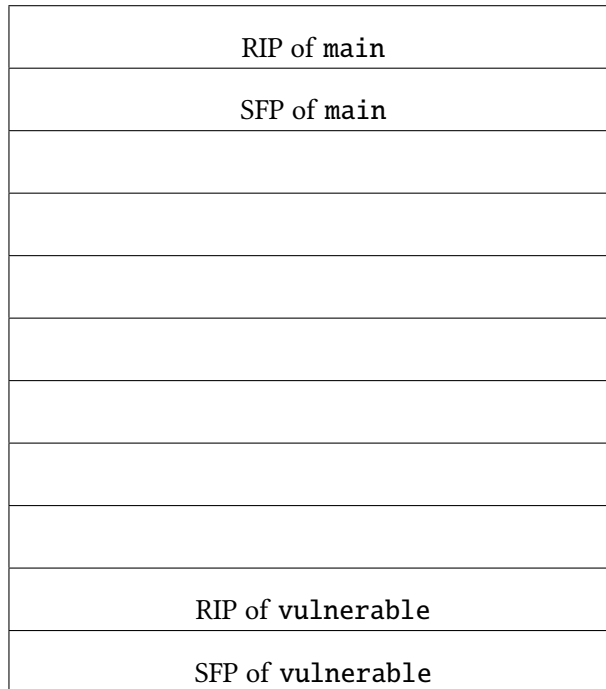 RIP of main
SFP of main
RIP of vulnerable
SFP of vulnerable